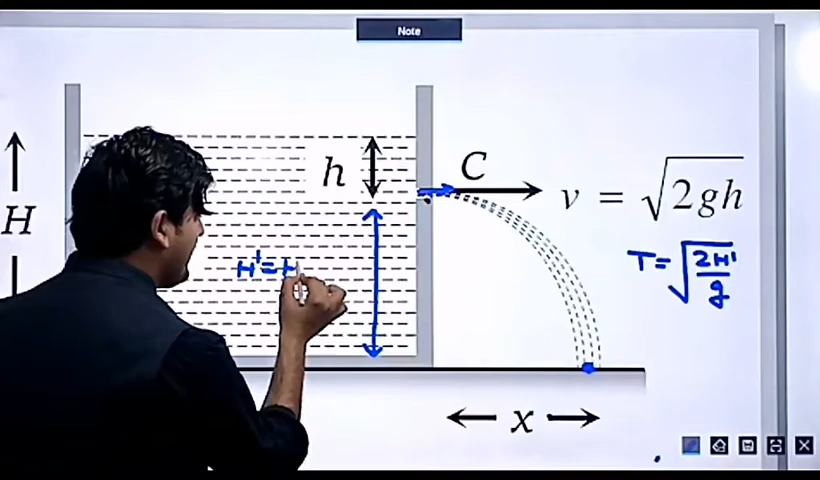 Note
h
C
H
v = √2gh
T = √2H'/g
H' = H
x